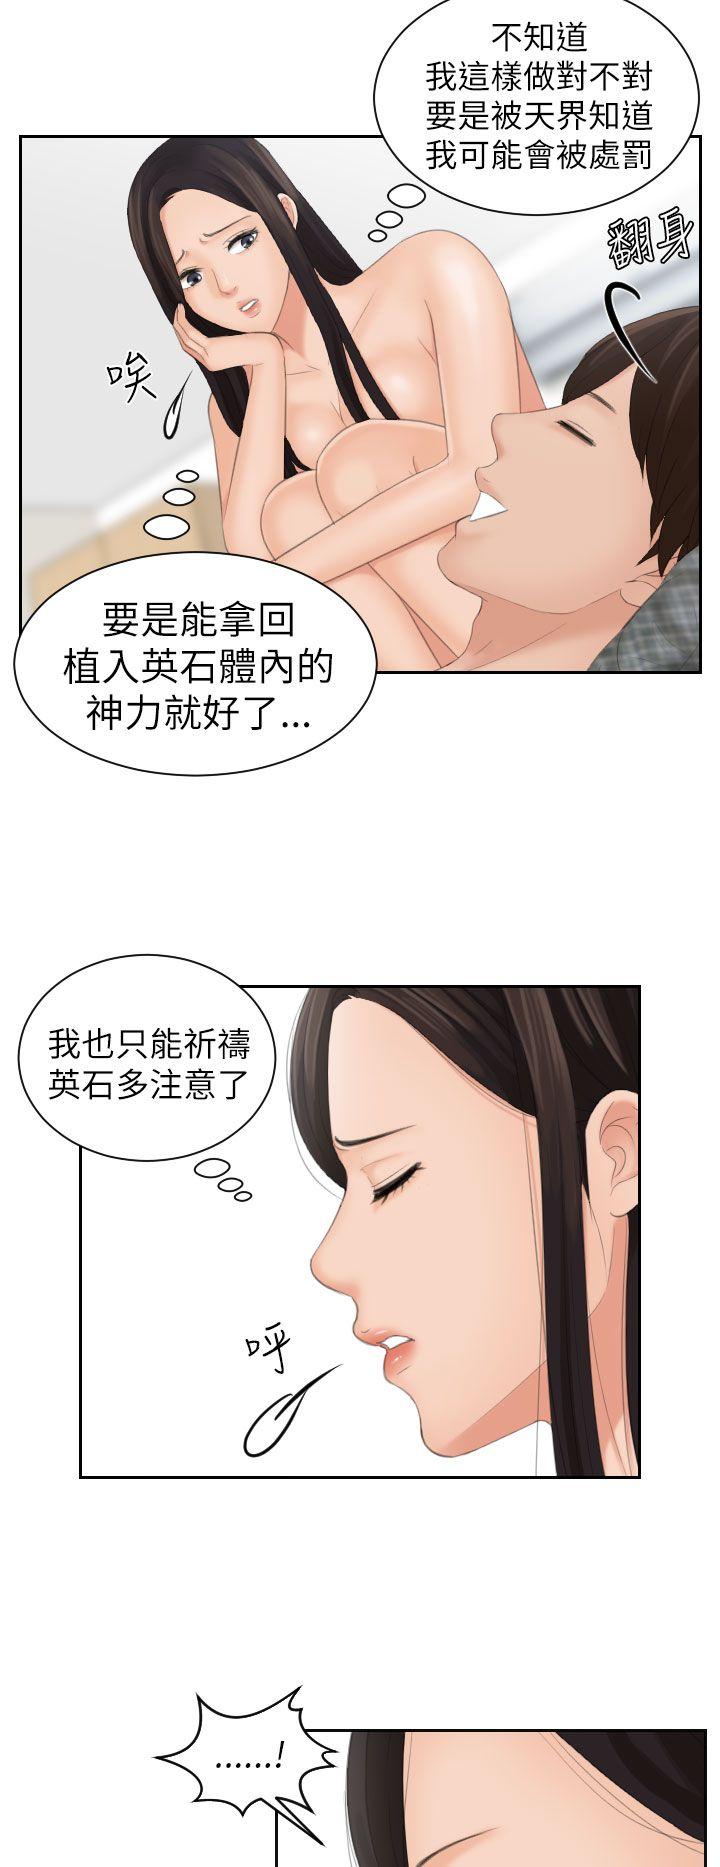 不知道
我這樣做對不對
要是被天界知道
我可能會被處罰
翻身
唉
要是能拿回
植入英石體內的
神力就好了...
我也只能祈禱
英石多注意了
呼
......!